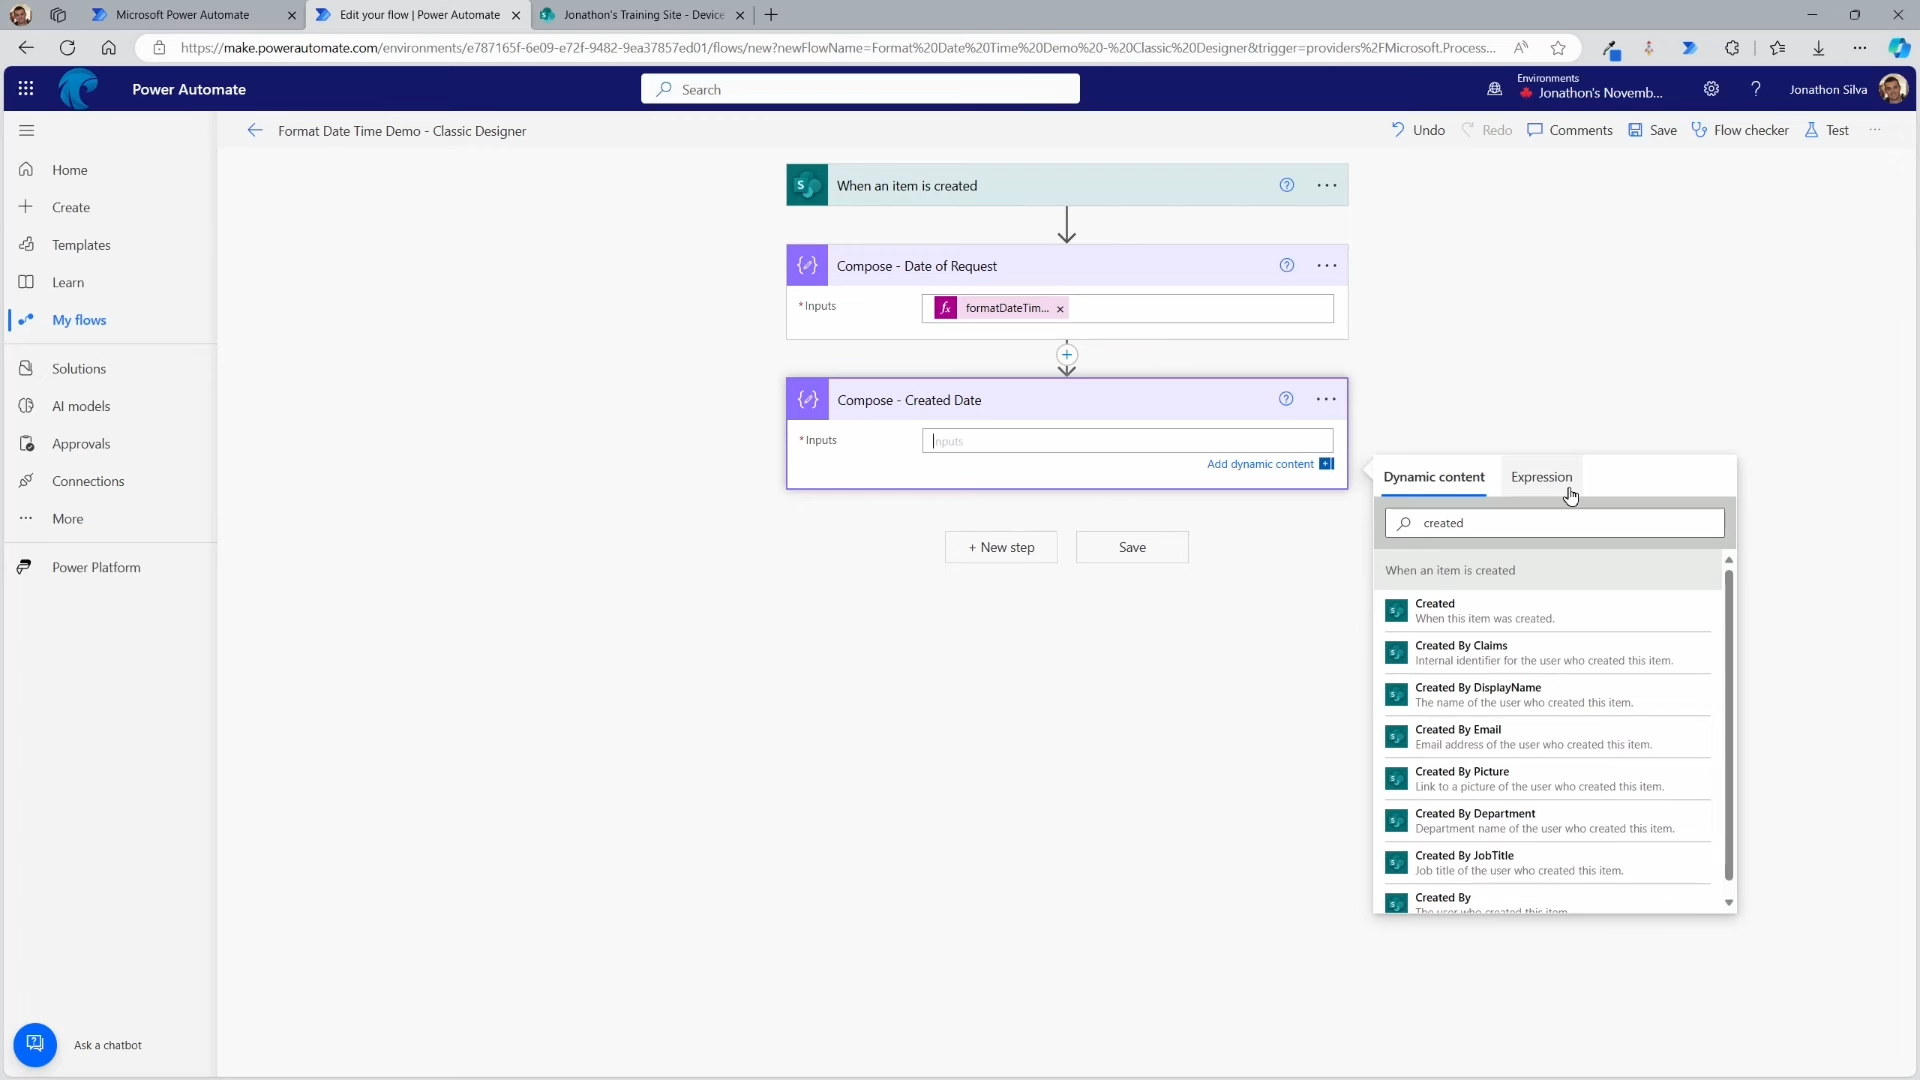 Microsoft Power Automate
Edit your flow | Power Automate
Jonathon's Training Site - Device
https://make.powerautomate.com/environments/e787165f-6e09-e72f-9482-9ea37857ed01/flows/new?newFlowName=Format%20Date%20Time%20Demo%20-%20Classic%20Designer&trigger=providers%2FMicrosoft.Process...
Power Automate
Search
Environments
Jonathon's Novemb...
Jonathon Silva
Format Date Time Demo - Classic Designer
Undo
Redo
Comments
Save
Flow checker
Test
Home
Create
Templates
Learn
My flows
Solutions
AI models
Approvals
Connections
More
Power Platform
Ask a chatbot
When an item is created
Compose - Date of Request
* Inputs
fx formatDateTim...
Compose - Created Date
* Inputs
Inputs
Add dynamic content
+ New step
Save
Dynamic content
Expression
created
When an item is created
Created
When this item was created.
Created By Claims
Internal identifier for the user who created this item.
Created By DisplayName
The name of the user who created this item.
Created By Email
Email address of the user who created this item.
Created By Picture
Link to a picture of the user who created this item.
Created By Department
Department name of the user who created this item.
Created By JobTitle
Job title of the user who created this item.
Created By
The user who created this item